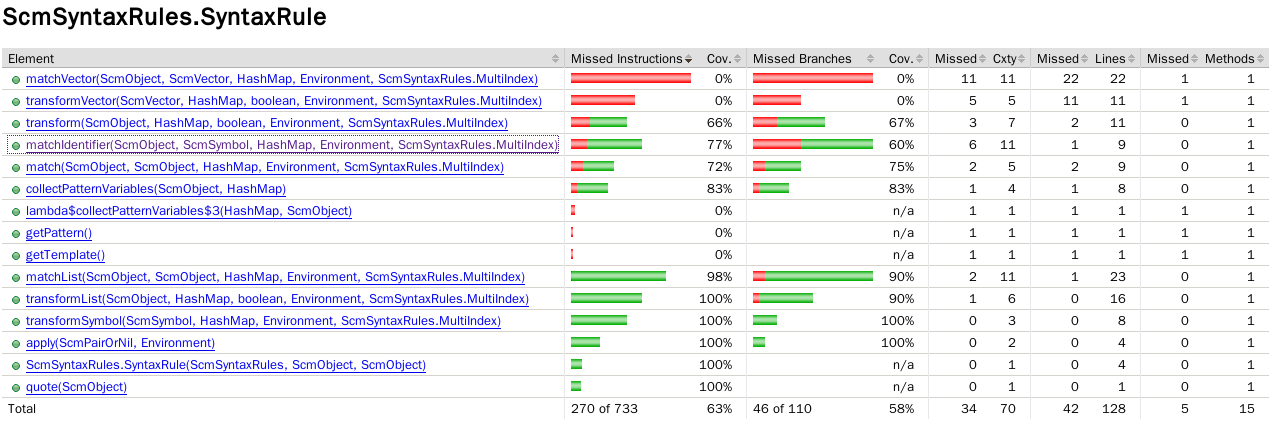 ScmSyntaxRules.SyntaxRule
Element Missed Instructions Cov. Missed Branches Cov. Missed Cxty Missed Lines Missed Methods
matchVector(ScmObject, ScmVector, HashMap, Environment, ScmSyntaxRules.MultiIndex) 0% 0% 11 11 22 22 1 1
transformVector(ScmVector, HashMap, boolean, Environment, ScmSyntaxRules.MultiIndex) 0% 0% 5 5 11 11 1 1
transform(ScmObject, HashMap, boolean, Environment, ScmSyntaxRules.MultiIndex) 66% 67% 3 7 2 11 0 1
matchIdentifier(ScmObject, ScmSymbol, HashMap, Environment, ScmSyntaxRules.MultiIndex) 77% 60% 6 11 1 9 0 1
match(ScmObject, ScmObject, HashMap, Environment, ScmSyntaxRules.MultiIndex) 72% 75% 2 5 2 9 0 1
collectPatternVariables(ScmObject, HashMap) 83% 83% 1 4 1 8 0 1
lambda$collectPatternVariables$3(HashMap, ScmObject) 0% n/a 1 1 1 1 1 1
getPattern() 0% n/a 1 1 1 1 1 1
getTemplate() 0% n/a 1 1 1 1 1 1
matchList(ScmObject, ScmObject, HashMap, Environment, ScmSyntaxRules.MultiIndex) 98% 90% 2 11 1 23 0 1
transformList(ScmObject, HashMap, boolean, Environment, ScmSyntaxRules.MultiIndex) 100% 90% 1 6 0 16 0 1
transformSymbol(ScmSymbol, HashMap, Environment, ScmSyntaxRules.MultiIndex) 100% 100% 0 3 0 8 0 1
apply(ScmPairOrNil, Environment) 100% 100% 0 2 0 4 0 1
ScmSyntaxRules.SyntaxRule(ScmSyntaxRules, ScmObject, ScmObject) 100% n/a 0 1 0 4 0 1
quote(ScmObject) 100% n/a 0 1 0 1 0 1
Total 270 of 733 63% 46 of 110 58% 34 70 42 128 5 15